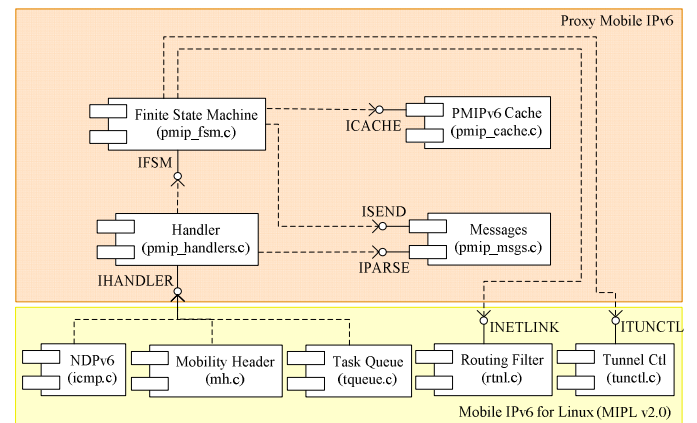 Proxy Mobile IPv6
Finite State Machine
(pmip_fsm.c)
PMIPv6 Cache
(pmip_cache.c)
ICACHE
IFSM
Handler
(pmip_handlers.c)
ISEND
Messages
(pmip_msgs.c)
IPARSE
IHANDLER
INETLINK
ITUNCTL
NDPv6
(icmp.c)
Mobility Header
(mh.c)
Task Queue
(tqueue.c)
Routing Filter
(rtnl.c)
Tunnel Ctl
(tunctl.c)
Mobile IPv6 for Linux (MIPL v2.0)